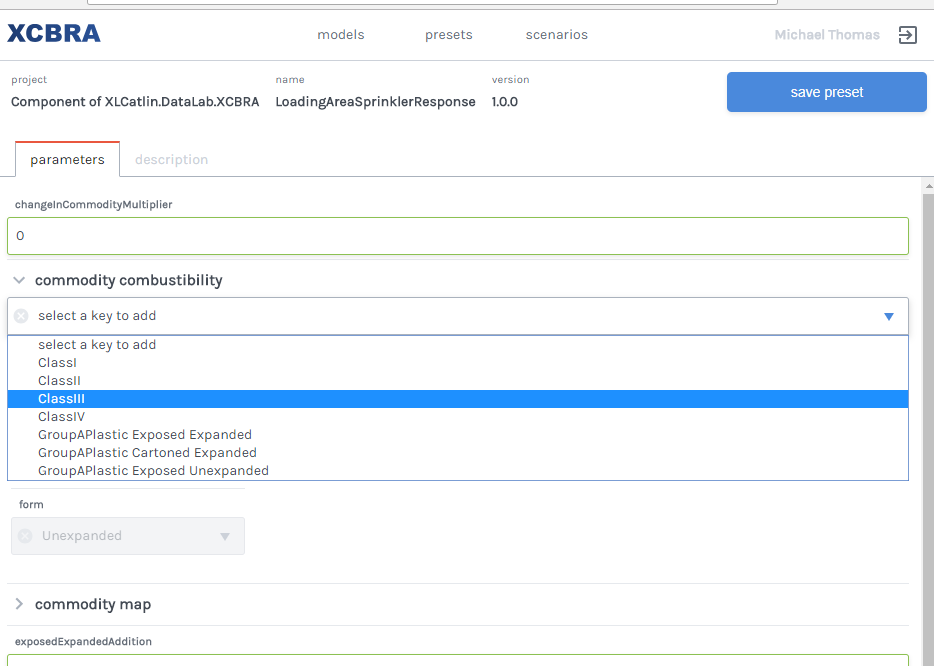 XCBRA
models presets scenarios Michael Thomas
project name version
Component of XLCatlin.DataLab.XCBRA LoadingAreaSprinklerResponse 1.0.0
save preset
parameters description
changeInCommodityMultiplier
0
commodity combustibility
select a key to add
select a key to add
ClassI
ClassII
ClassIII
ClassIV
GroupAPlastic Exposed Expanded
GroupAPlastic Cartoned Expanded
GroupAPlastic Exposed Unexpanded
form
Unexpanded
commodity map
exposedExpandedAddition